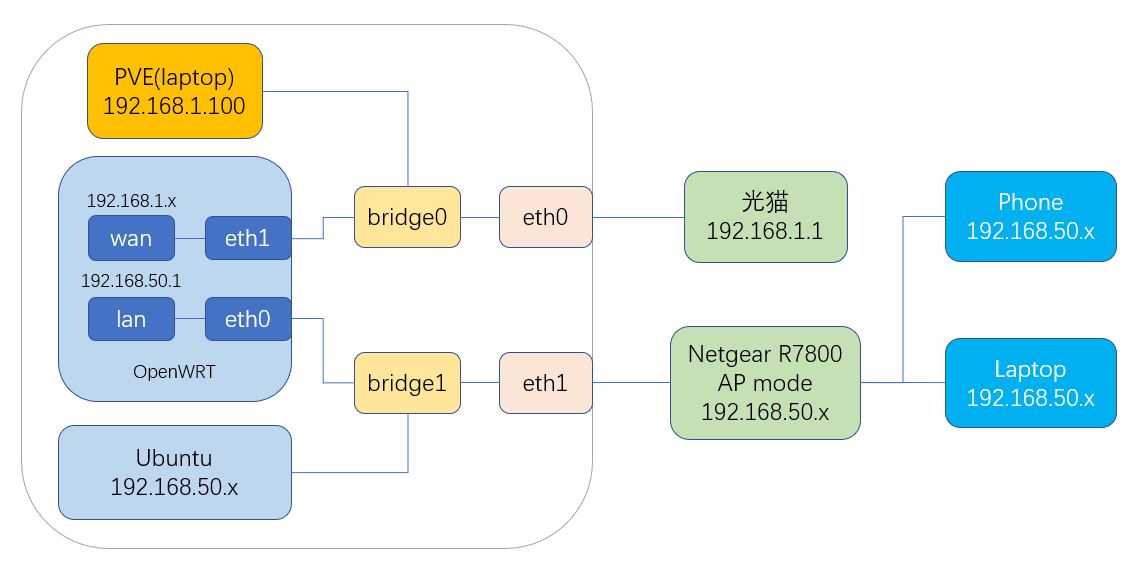 PVE(laptop)
192.168.1.100
192.168.1.x
wan
eth1
192.168.50.1
lan
eth0
OpenWRT
Ubuntu
192.168.50.x
bridge0
eth0
bridge1
eth1
光猫
192.168.1.1
Netgear R7800
AP mode
192.168.50.x
Phone
192.168.50.x
Laptop
192.168.50.x